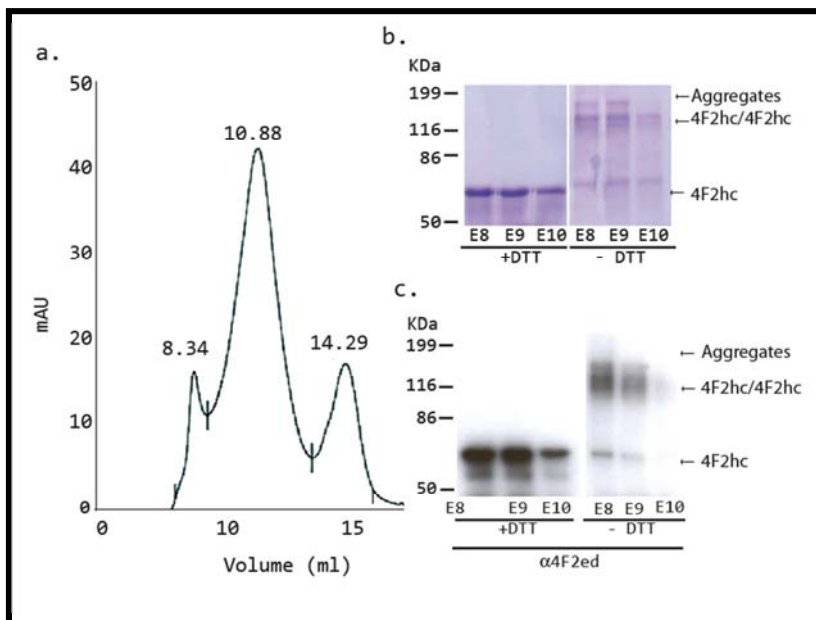 a.
50
40
30
20
10
0
mAU
8.34
10.88
14.29
0
10
15
Volume (ml)
b.
KDa
199
116
86
50
←Aggregates
←4F2hc/4F2hc
←4F2hc
E8 E9 E10 E8 E9 E10
+DTT - DTT
c.
KDa
199
116
86
50
← Aggregates
←4F2hc/4F2hc
←4F2hc
E8 E9 E10 E8 E9 E10
+DTT - DTT
α4F2ed